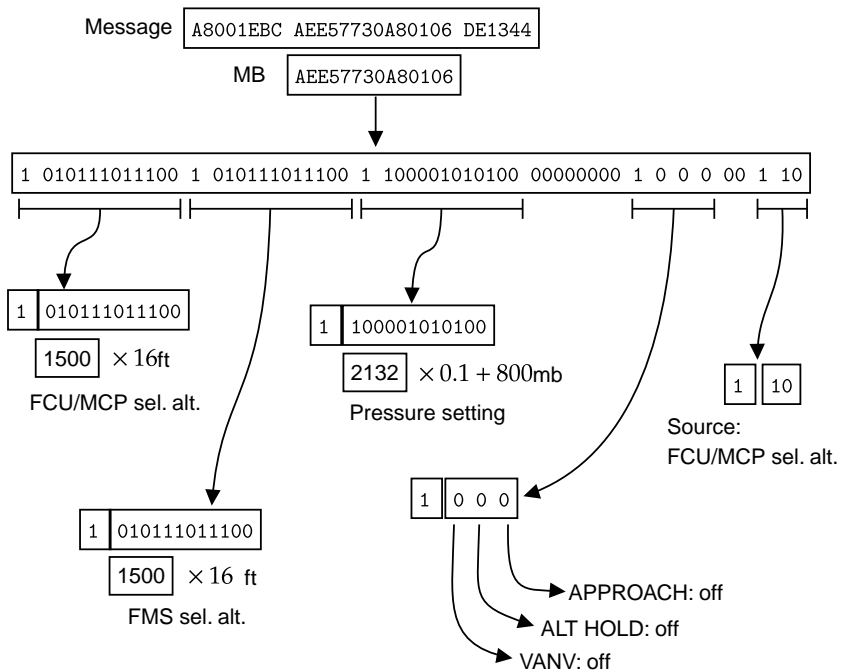 Message A8001EBC AEE57730A80106 DE1344
MB AEE57730A80106
1 010111011100 1 010111011100 1 100001010100 00000000 1 0 0 0 00 1 10
1 010111011100
1500 × 16ft
FCU/MCP sel. alt.
1 100001010100
2132 × 0.1 + 800mb
Pressure setting
1 10
Source:
FCU/MCP sel. alt.
1 010111011100
1500 × 16 ft
FMS sel. alt.
1 0 0 0
APPROACH: off
ALT HOLD: off
VANV: off